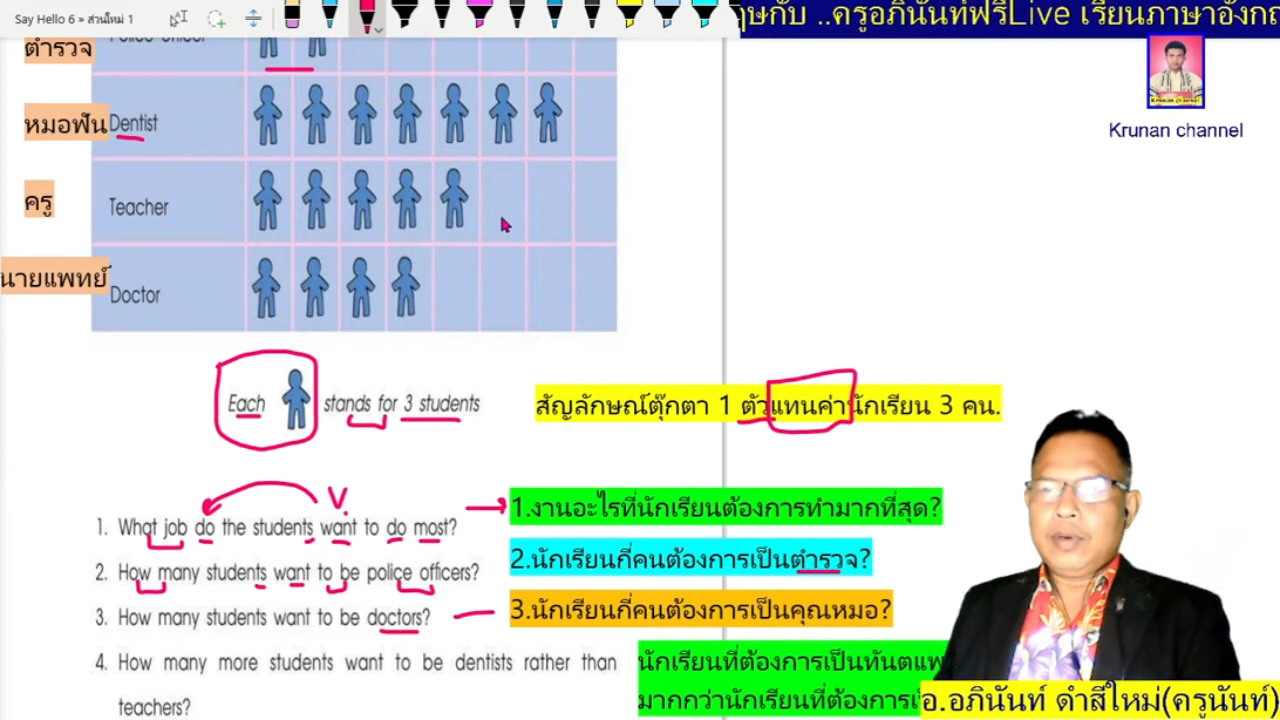 Say Hello 6 » ส่วนใหม่ 1
ครูอภินันท์ฟรีLive เรียนภาษาอังกฤ
Krunan channel
ตำรวจ Police Officer
หมอฟัน Dentist
ครู Teacher
นายแพทย์ Doctor
Each stands for 3 students
สัญลักษณ์ตุ๊กตา 1 ตัวแทนค่านักเรียน 3 คน.
V.
1. What job do the students want to do most?
1.งานอะไรที่นักเรียนต้องการทำมากที่สุด?
2. How many students want to be police officers?
2.นักเรียนกี่คนต้องการเป็นตำรวจ?
3. How many students want to be doctors?
3.นักเรียนกี่คนต้องการเป็นคุณหมอ?
4. How many more students want to be dentists rather than
teachers?
นักเรียนที่ต้องการเป็นทันตแพ
มากกว่านักเรียนที่ต้องการเ
อ.อภินันท์ ดำสีใหม่(ครูนันท์)